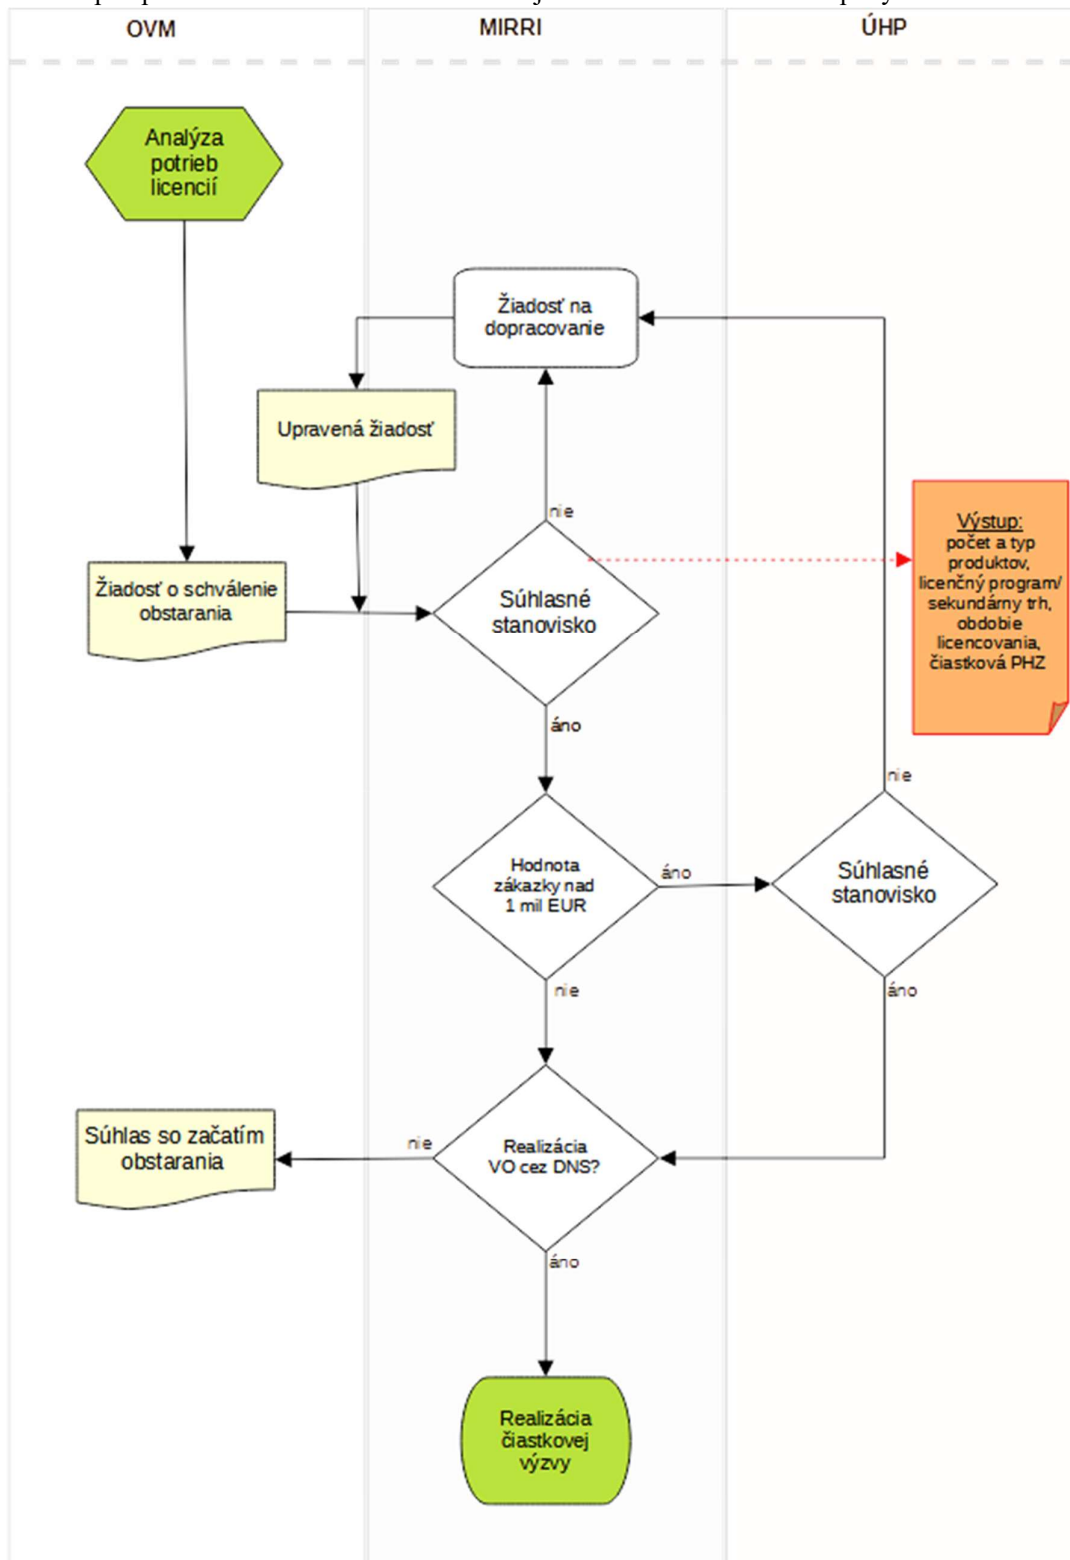 OVM
MIRRI
ÚHP
Analýza
potrieb
licencií
Žiadosť na
dopracovanie
Upravená žiadosť
nie
Výstup:
počet a typ
produktov,
licenčný program/
sekundárny trh,
obdobie
licencovania,
čiastková PHZ
Žiadosť o schválenie
obstarania
Súhlasné
stanovisko
áno
nie
Hodnota
zákazky nad
1 mil EUR
áno
Súhlasné
stanovisko
nie
áno
Súhlas so začatím
obstarania
nie
Realizácia
VO cez DNS?
áno
Realizácia
čiastkovej
výzvy